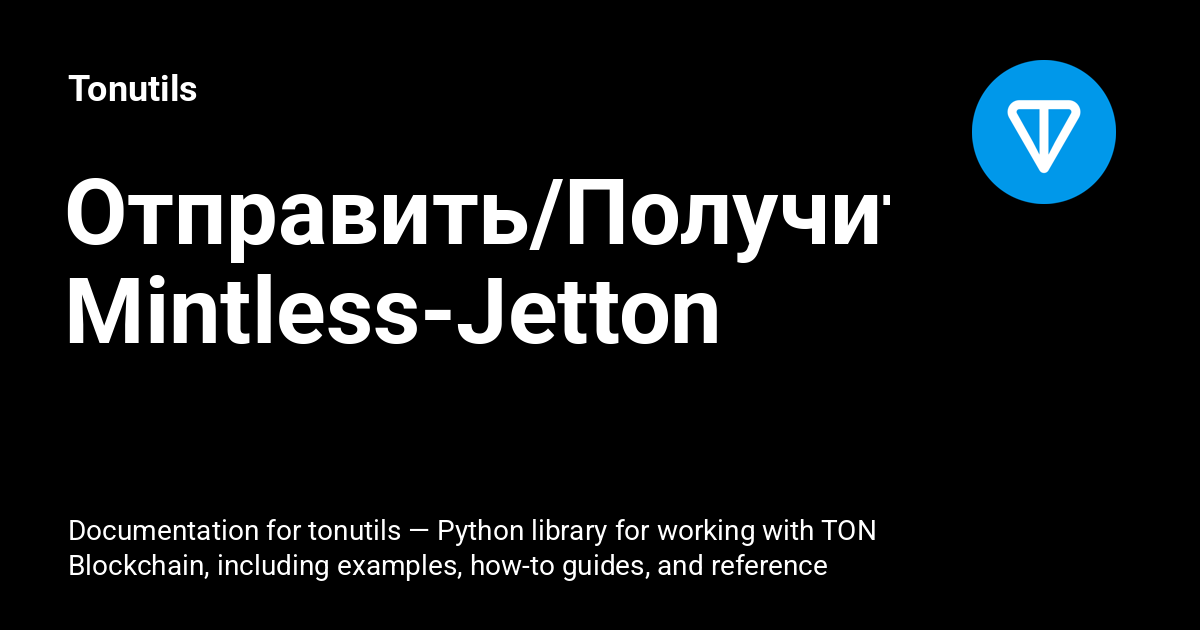 Tonutils
Отправить/Получи
Mintless-Jetton
Documentation for tonutils — Python library for working with TON
Blockchain, including examples, how-to guides, and reference